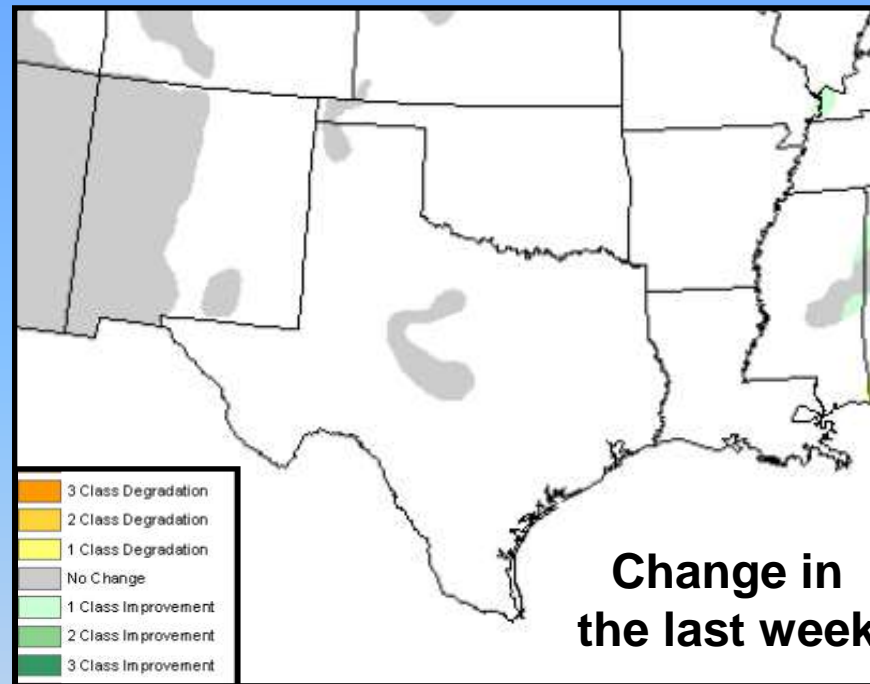 3 Class Degradation
2 Class Degradation
1 Class Degradation
No Change
1 Class Improvement
2 Class Improvement
3 Class Improvement
Change in
the last week